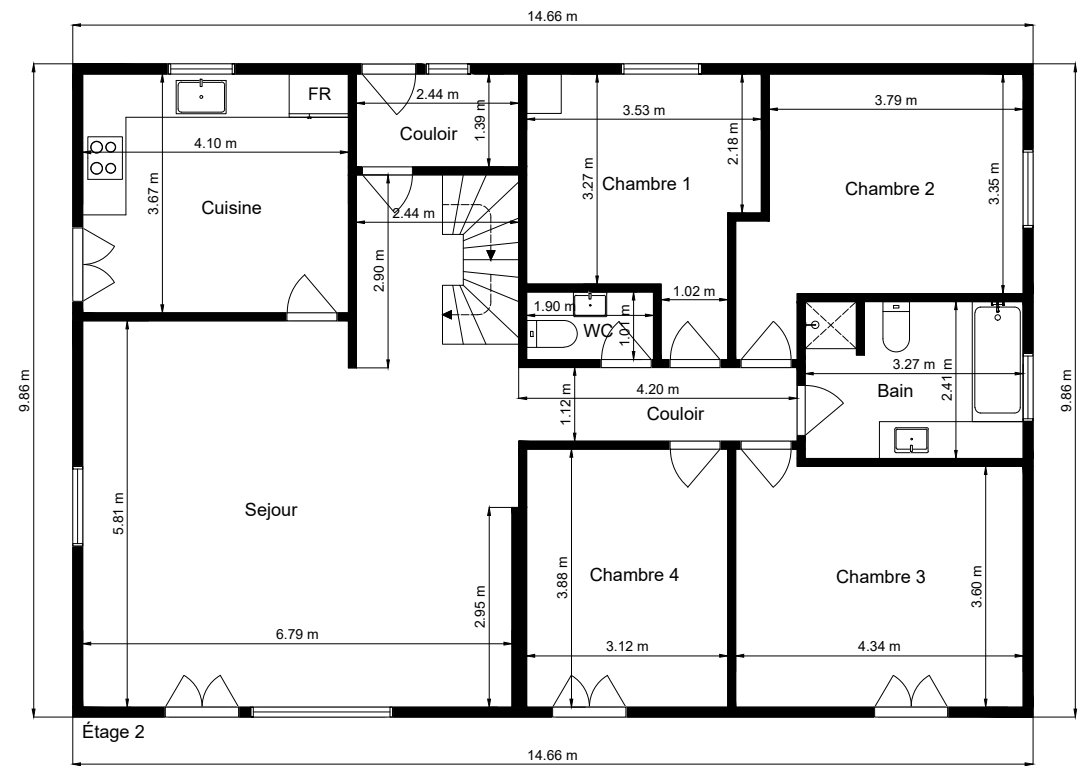 14.66 m
FR
2.44 m
1.39 m
Couloir
3.53 m
3.79 m
4.10 m
3.67 m
Cuisine
3.27 m
Chambre 1
2.18 m
Chambre 2
3.35 m
2.44 m
2.90 m
1.90 m
WC
1.01 m
1.02 m
9.86 m
9.86 m
3.27 m
2.41 m
Bain
1.12 m
4.20 m
Couloir
5.81 m
Sejour
2.95 m
3.88 m
Chambre 4
Chambre 3
3.60 m
6.79 m
3.12 m
4.34 m
Étage 2
14.66 m